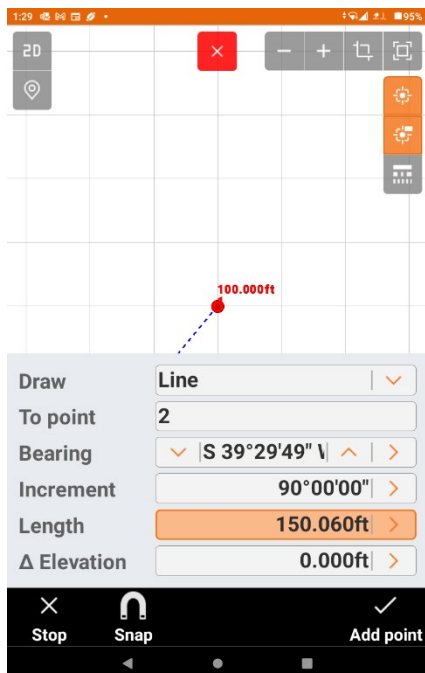 1:29 95%
2D
100.000ft
Draw Line
To point 2
Bearing S 39°29'49" W
Increment 90°00'00"
Length 150.060ft
Δ Elevation 0.000ft
Stop Snap Add point